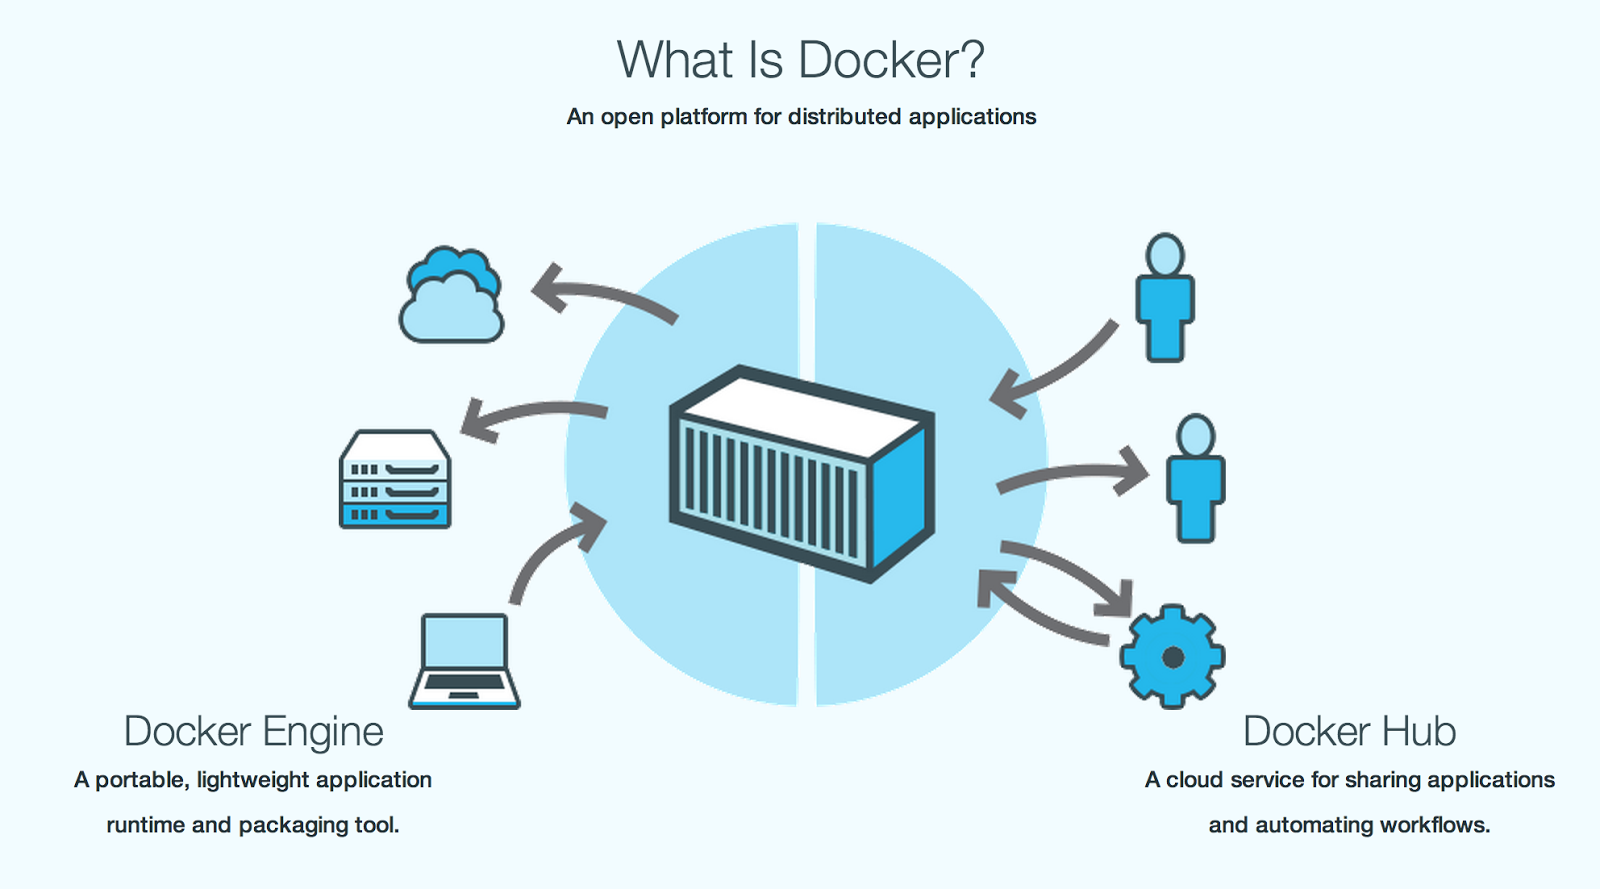 What Is Docker?
An open platform for distributed applications
Docker Engine
A portable, lightweight application
runtime and packaging tool.
Docker Hub
A cloud service for sharing applications
and automating workflows.